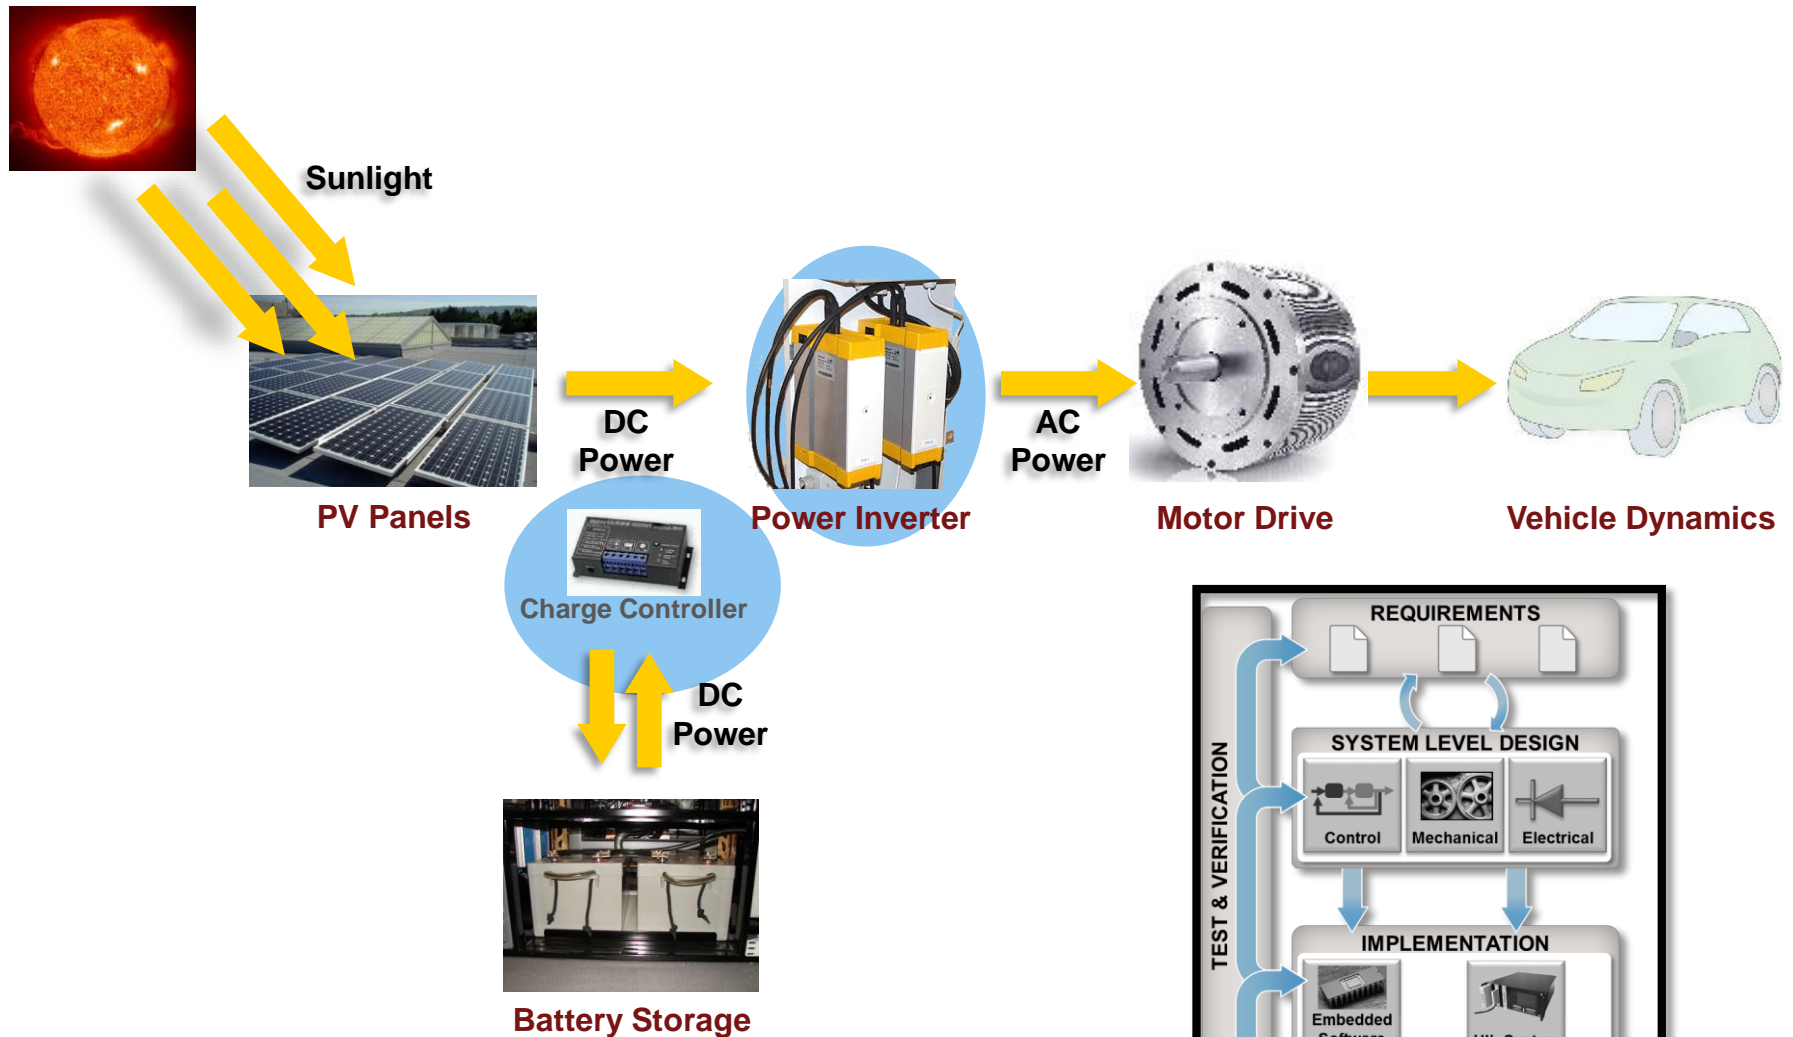 Sunlight
DC
Power
AC
Power
PV Panels
Power Inverter
Motor Drive
Vehicle Dynamics
Charge Controller
DC
Power
Battery Storage
TEST & VERIFICATION
REQUIREMENTS
SYSTEM LEVEL DESIGN
Control
Mechanical
Electrical
IMPLEMENTATION
Embedded